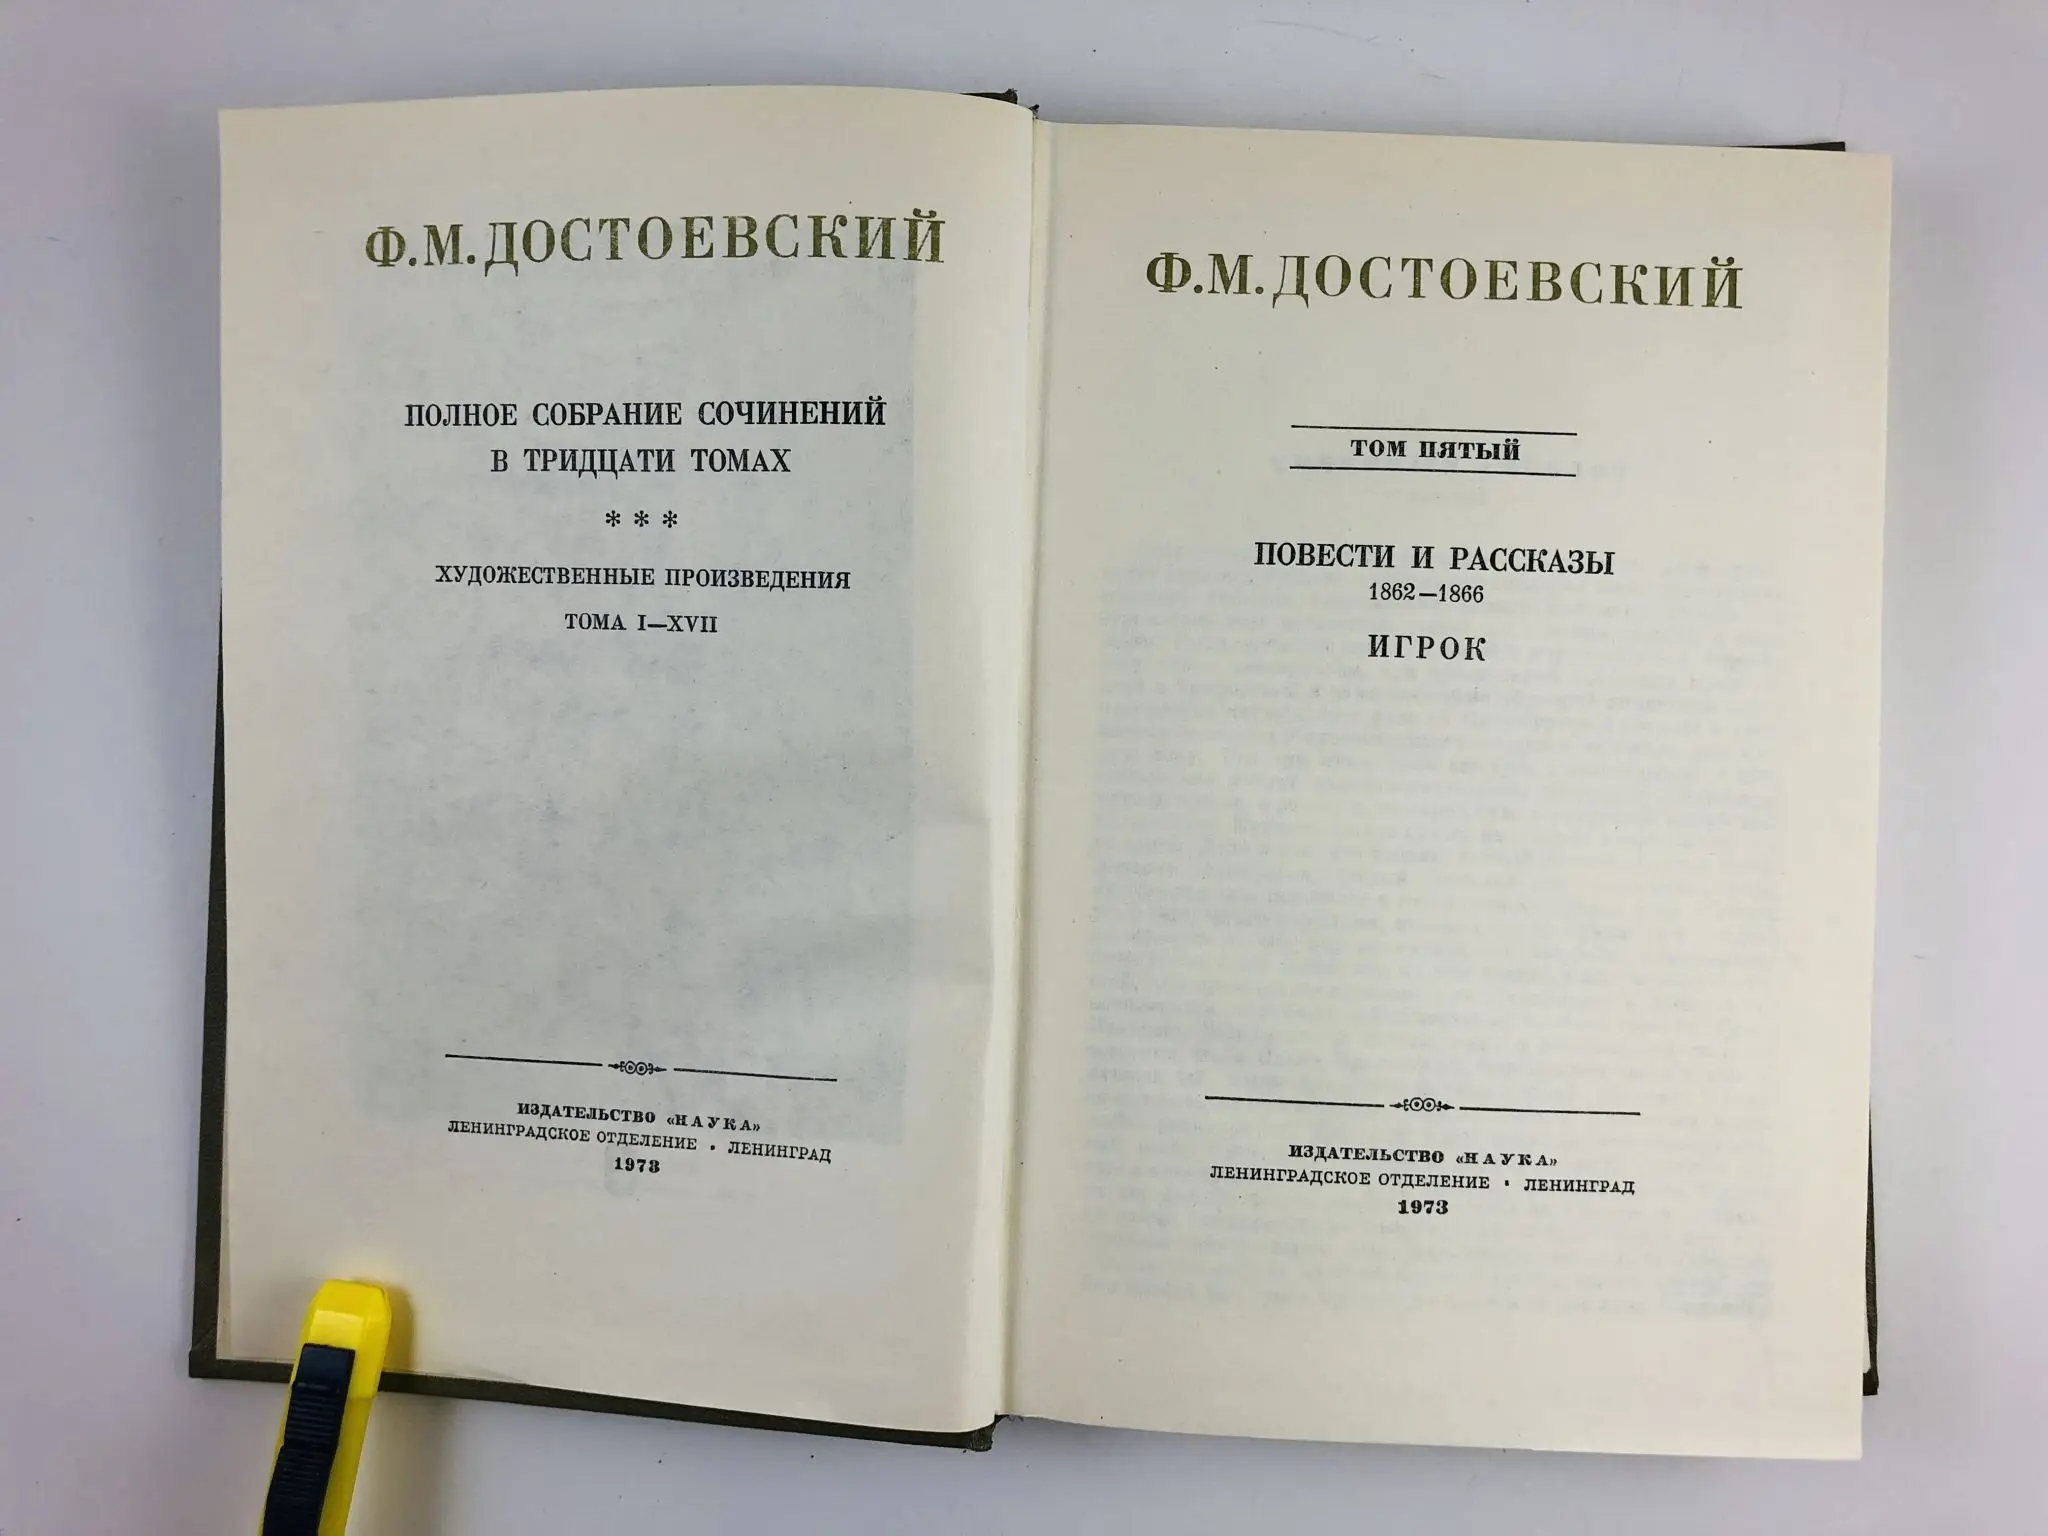 Ф.М.ДОСТОЕВСКИЙ
ПОЛНОЕ СОБРАНИЕ СОЧИНЕНИЙ
В ТРИДЦАТИ ТОМАХ
* * *
ХУДОЖЕСТВЕННЫЕ ПРОИЗВЕДЕНИЯ
ТОМА I—XVII
ИЗДАТЕЛЬСТВО «НАУКА»
ЛЕНИНГРАДСКОЕ ОТДЕЛЕНИЕ · ЛЕНИНГРАД
1973
Ф.М.ДОСТОЕВСКИЙ
ТОМ ПЯТЫЙ
ПОВЕСТИ И РАССКАЗЫ
1862—1866
ИГРОК
ИЗДАТЕЛЬСТВО «НАУКА»
ЛЕНИНГРАДСКОЕ ОТДЕЛЕНИЕ · ЛЕНИНГРАД
1973